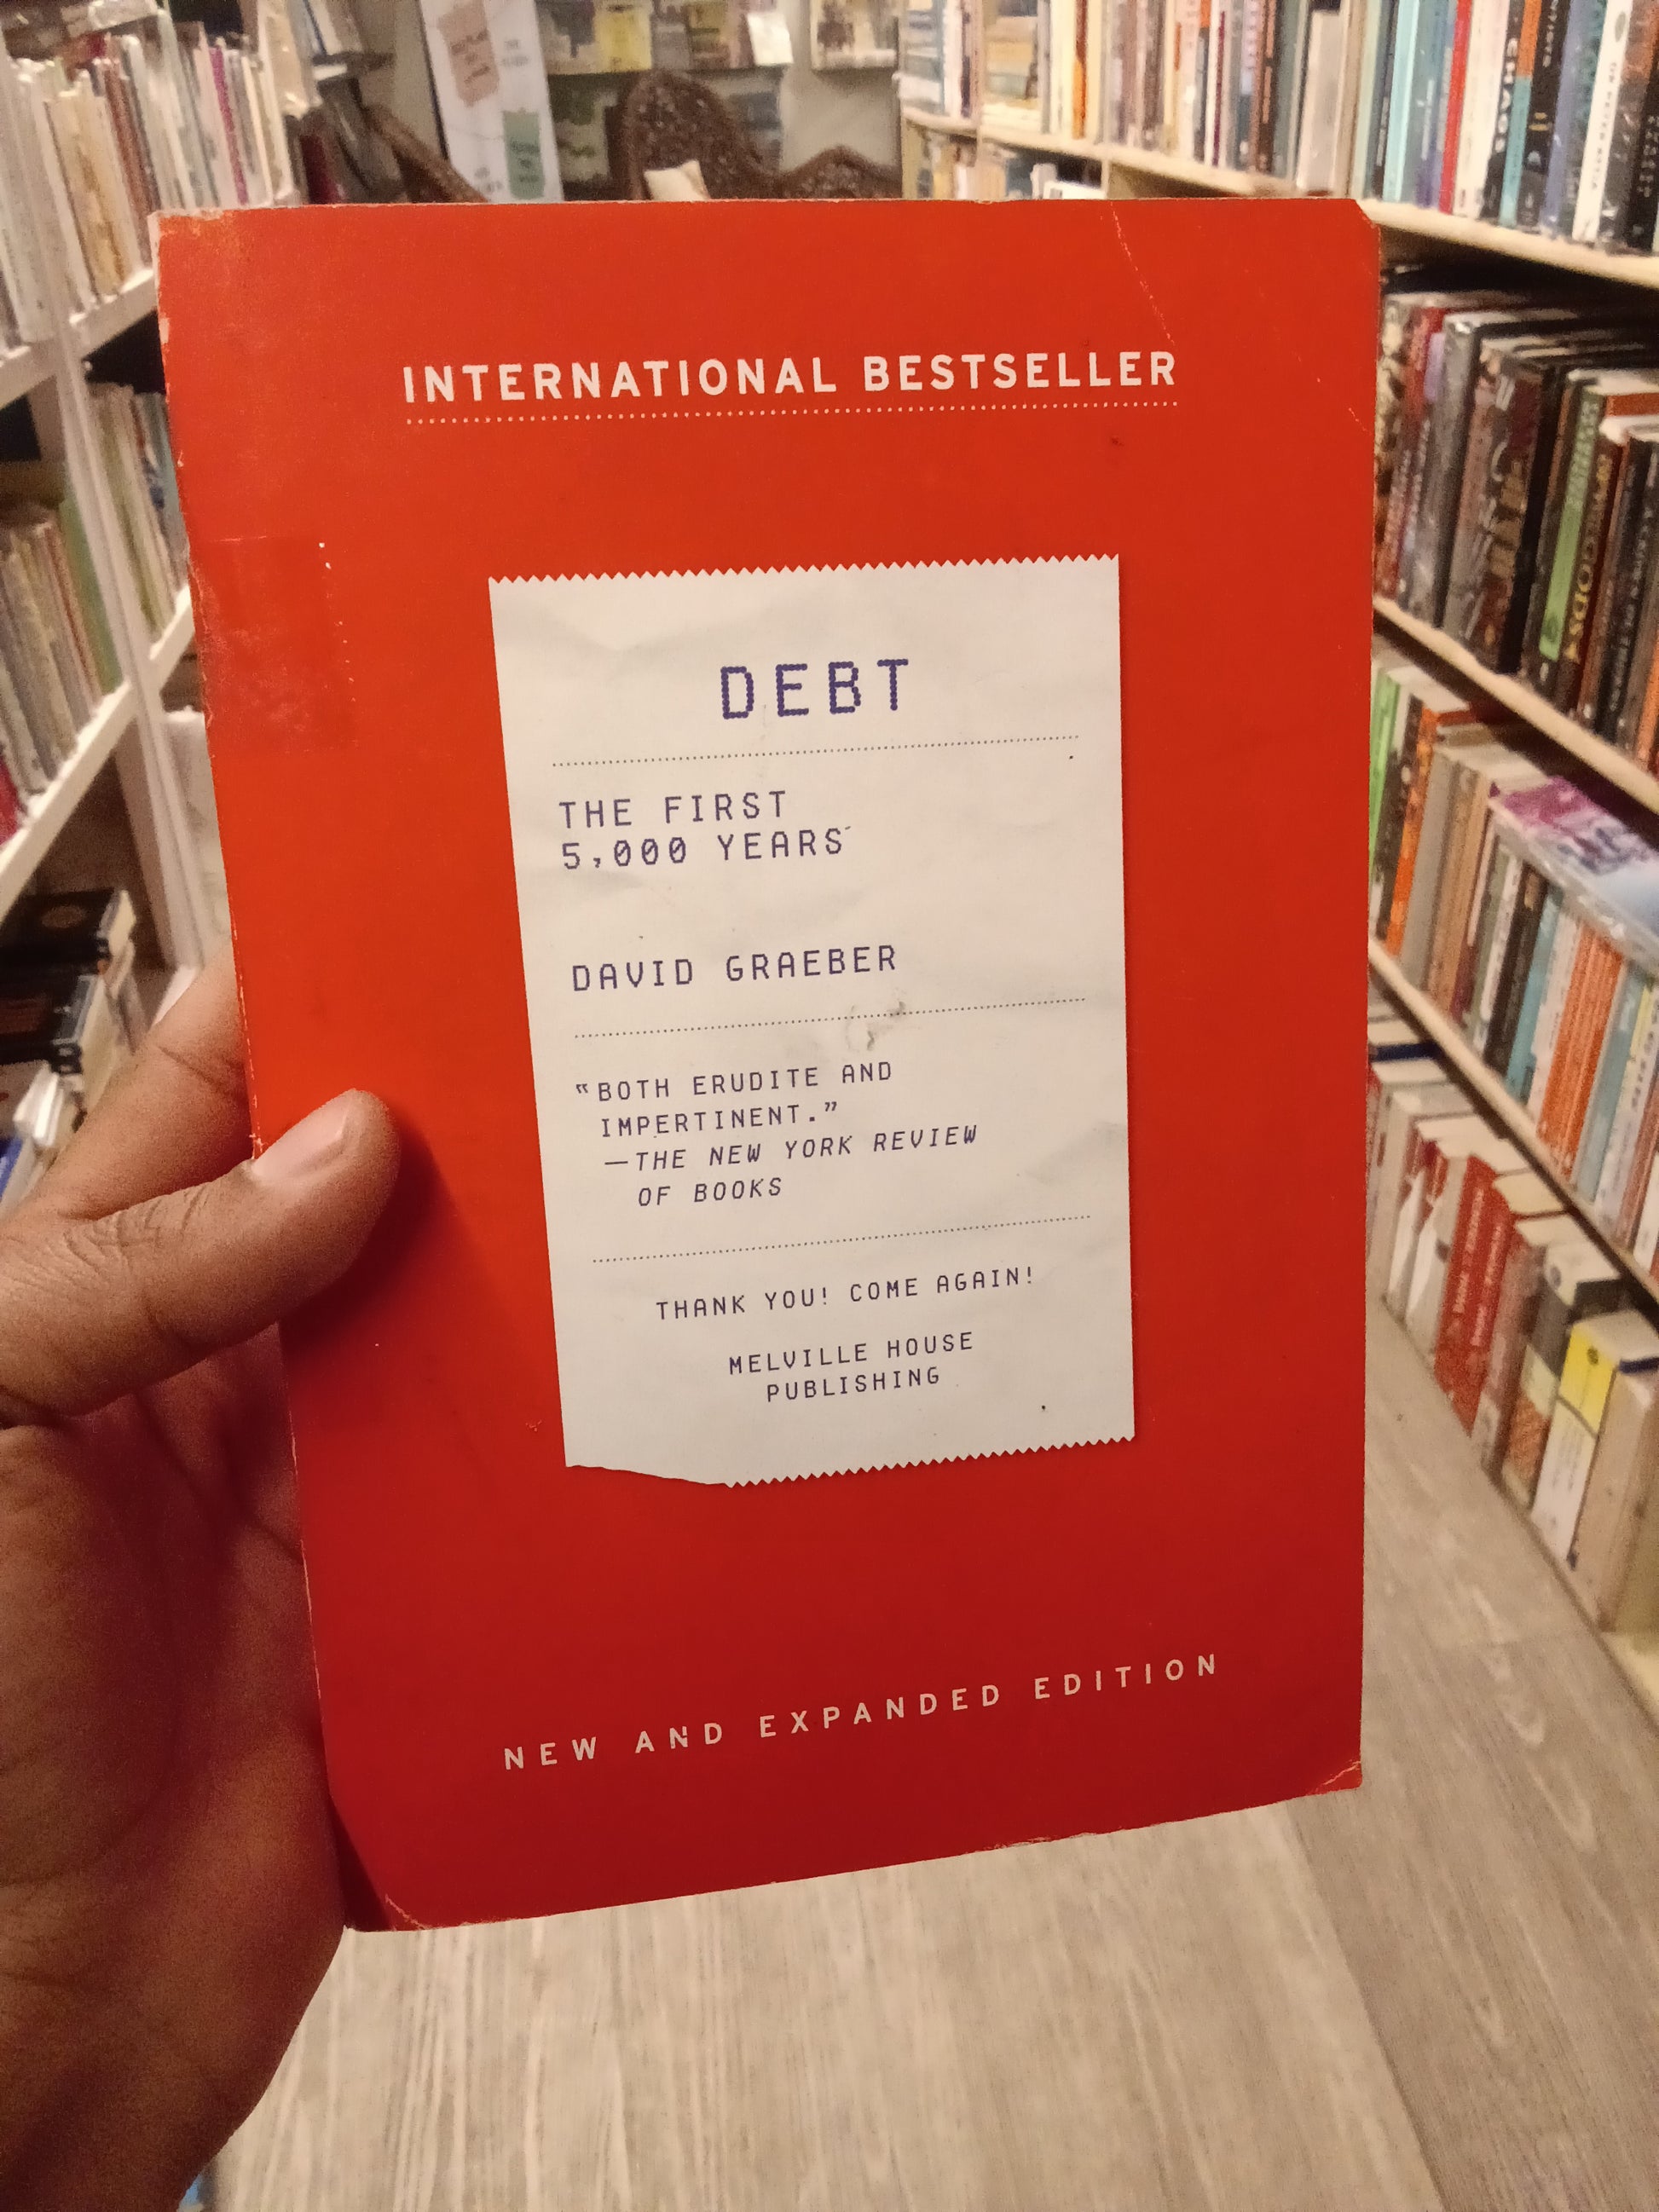 INTERNATIONAL BESTSELLER
DEBT
THE FIRST
5,000 YEARS
DAVID GRAEBER
“BOTH ERUDITE AND
IMPERTINENT.”
—THE NEW YORK REVIEW
OF BOOKS
THANK YOU! COME AGAIN!
MELVILLE HOUSE
PUBLISHING
NEW AND EXPANDED EDITION
CHAOS